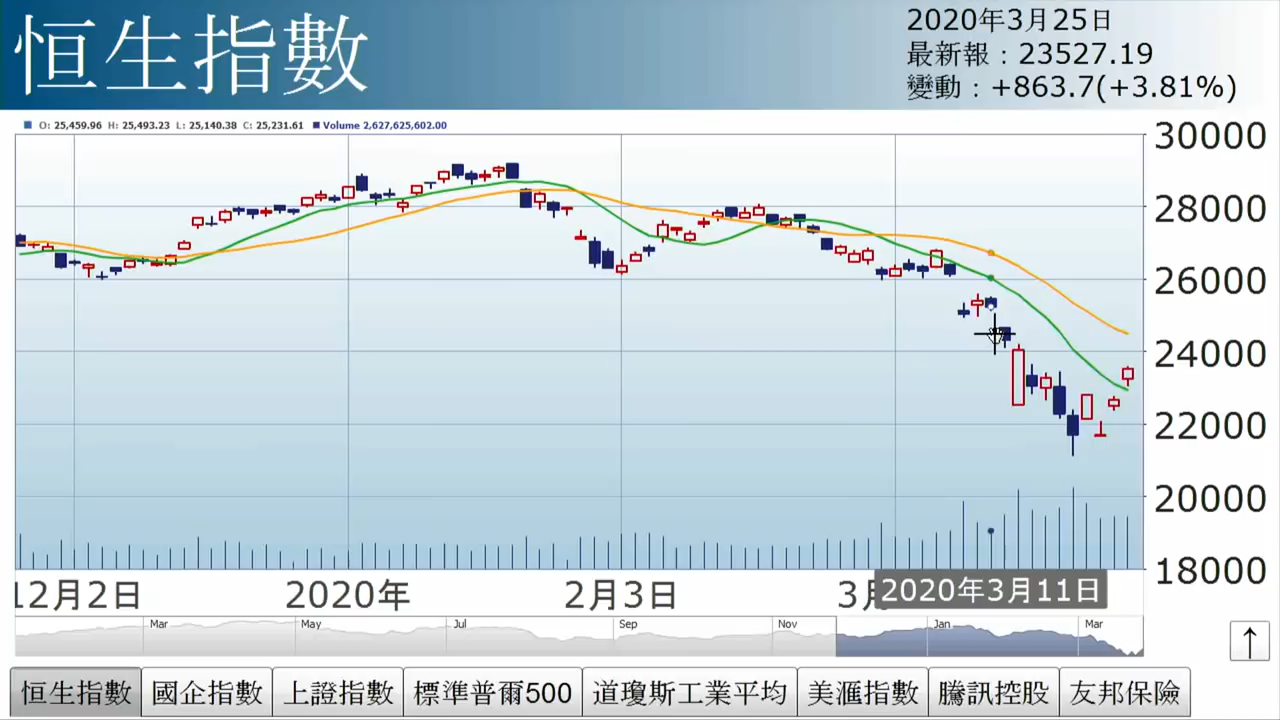 恒生指數
2020年3月25日
最新報：23527.19
變動：+863.7(+3.81%)
O: 25,459.96 H: 25,493.23 L: 25,140.38 C: 25,231.61 Volume 2,627,625,602.00
30000
28000
26000
24000
22000
20000
18000
12月2日 2020年 2月3日 3月 2020年3月11日
Mar May Jul Sep Nov Jan Mar
↑
恒生指數 國企指數 上證指數 標準普爾500 道瓊斯工業平均 美滙指數 騰訊控股 友邦保險